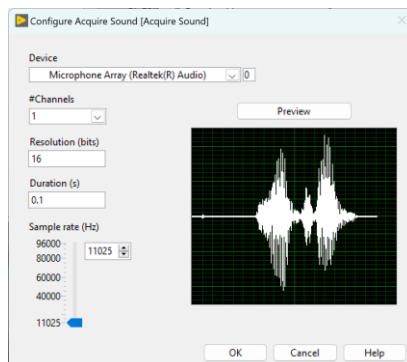 Configure Acquire Sound [Acquire Sound]
Device
Microphone Array (Realtek(R) Audio) 0
#Channels
1
Preview
Resolution (bits)
16
Duration (s)
0.1
Sample rate (Hz)
96000 11025
80000
60000
40000
11025
OK Cancel Help